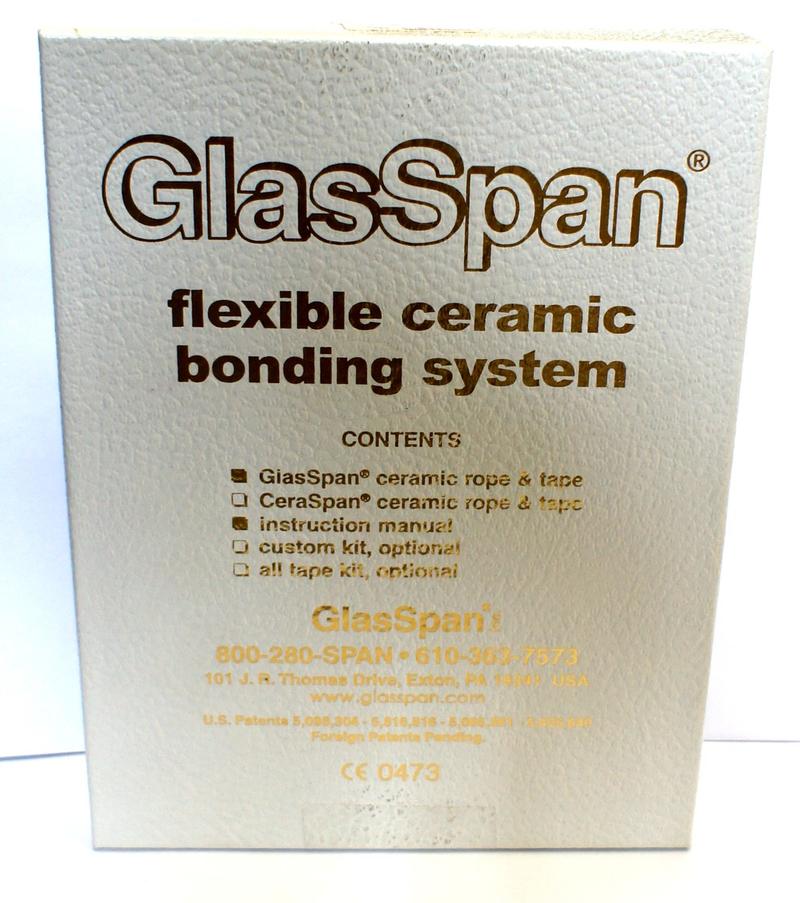 GlasSpan®
flexible ceramic
bonding system
CONTENTS
GlasSpan® ceramic rope & tape
CeraSpan® ceramic rope & tape
instruction manual
custom kit, optional
all tape kit, optional
GlasSpan®
800-280-SPAN • 610-363-7573
101 J. R. Thomas Drive, Exton, PA USA
www.glasspan.com
U.S. Patents
Foreign Patents Pending.
CE 0473